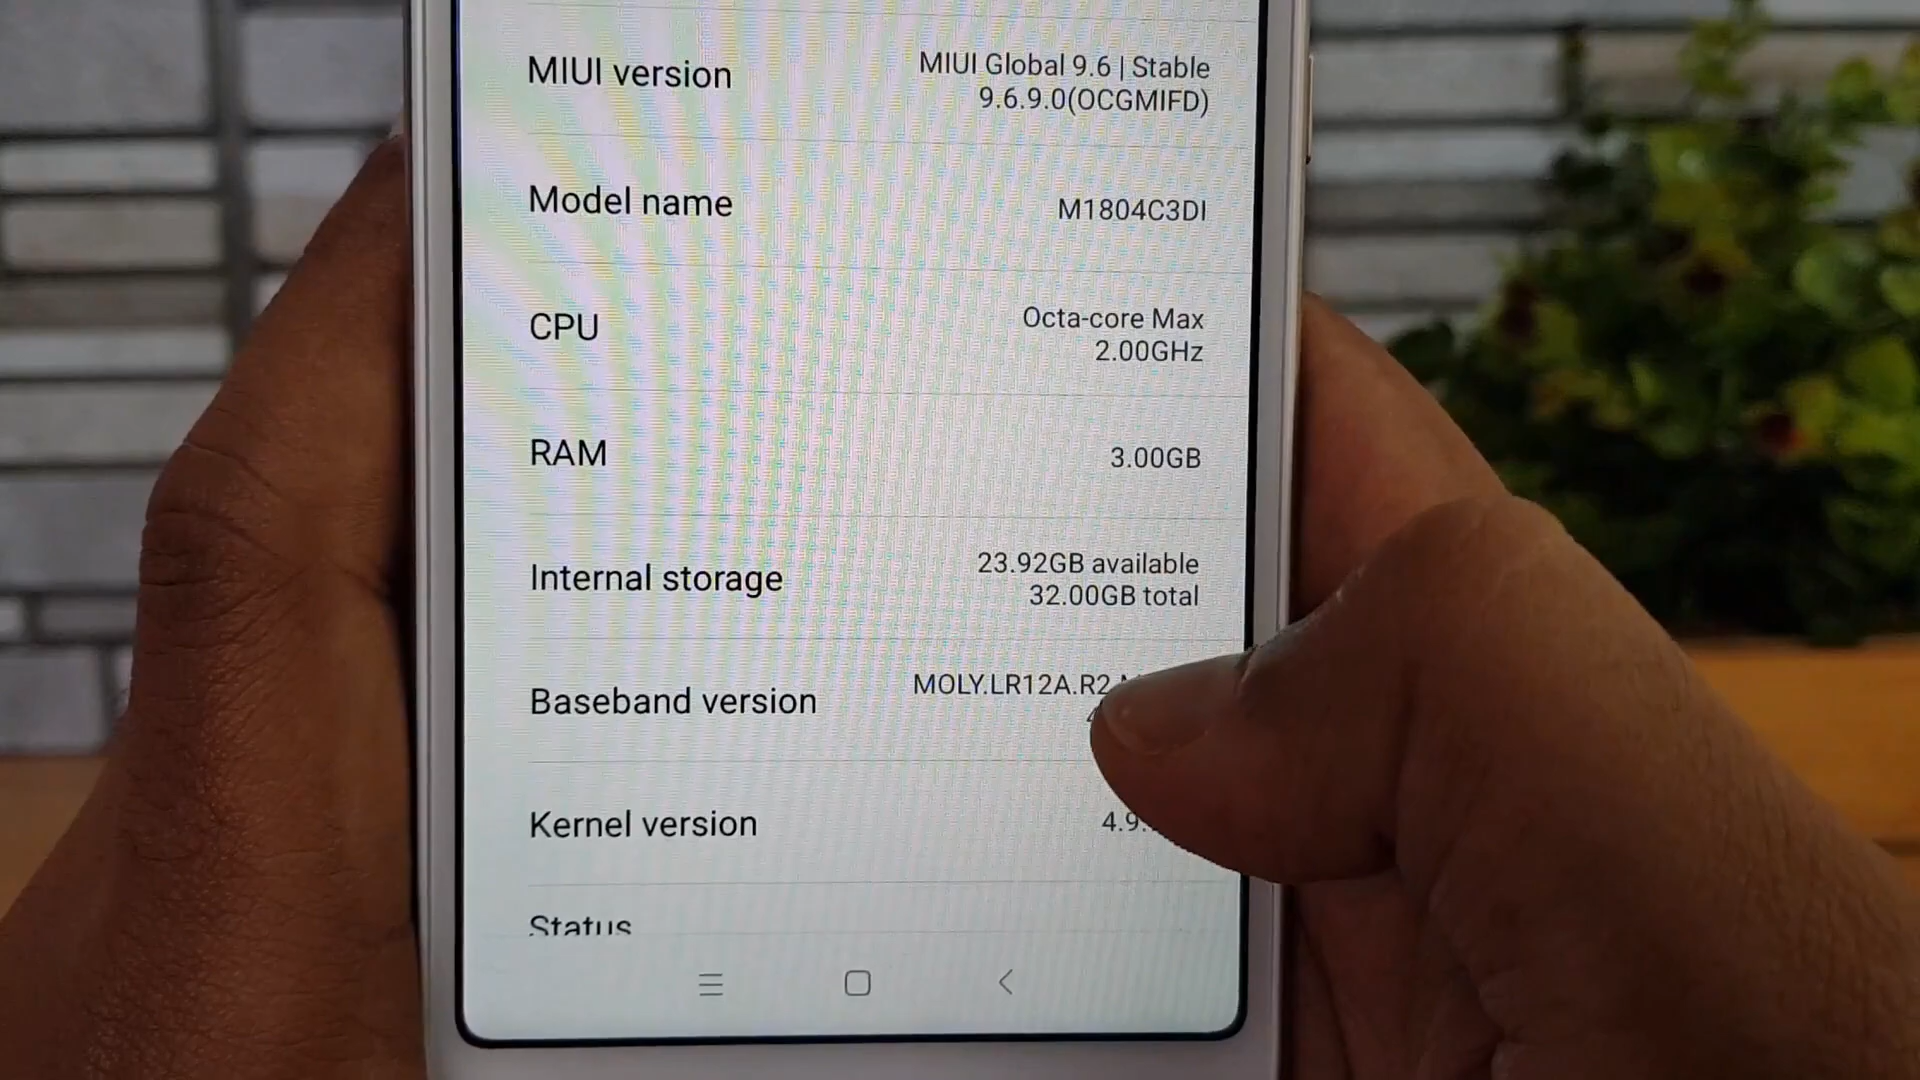 MIUI version
MIUI Global 9.6 | Stable
9.6.9.0(OCGMIFD)
Model name
M1804C3DI
CPU
Octa-core Max
2.00GHz
RAM
3.00GB
Internal storage
23.92GB available
32.00GB total
Baseband version
MOLY.LR12A.R2
Kernel version
4.9
Status